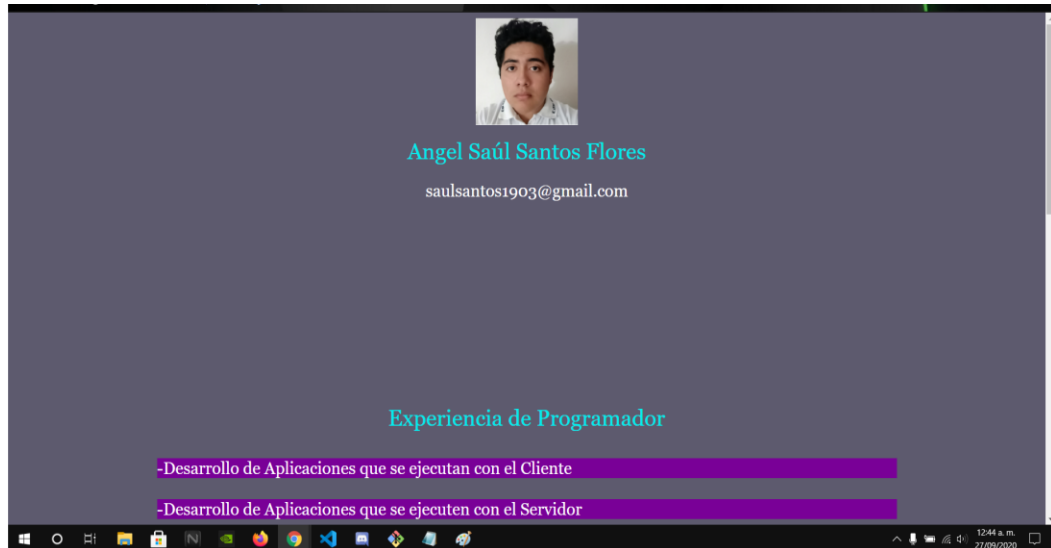 Angel Saúl Santos Flores
saulsantos1903@gmail.com
Experiencia de Programador
-Desarrollo de Aplicaciones que se ejecutan con el Cliente
-Desarrollo de Aplicaciones que se ejecuten con el Servidor
12:44 a. m.
27/09/2020